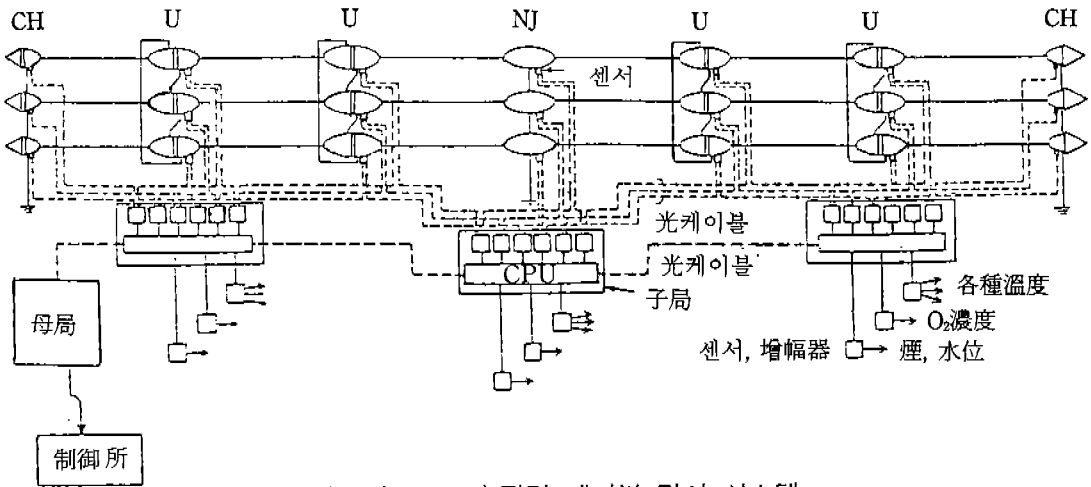 CH U U NJ U U CH
센서
光케이블
光케이블
CPU
子局
各種溫度
O₂濃度
센서, 增幅器
煙, 水位
母局
制御所